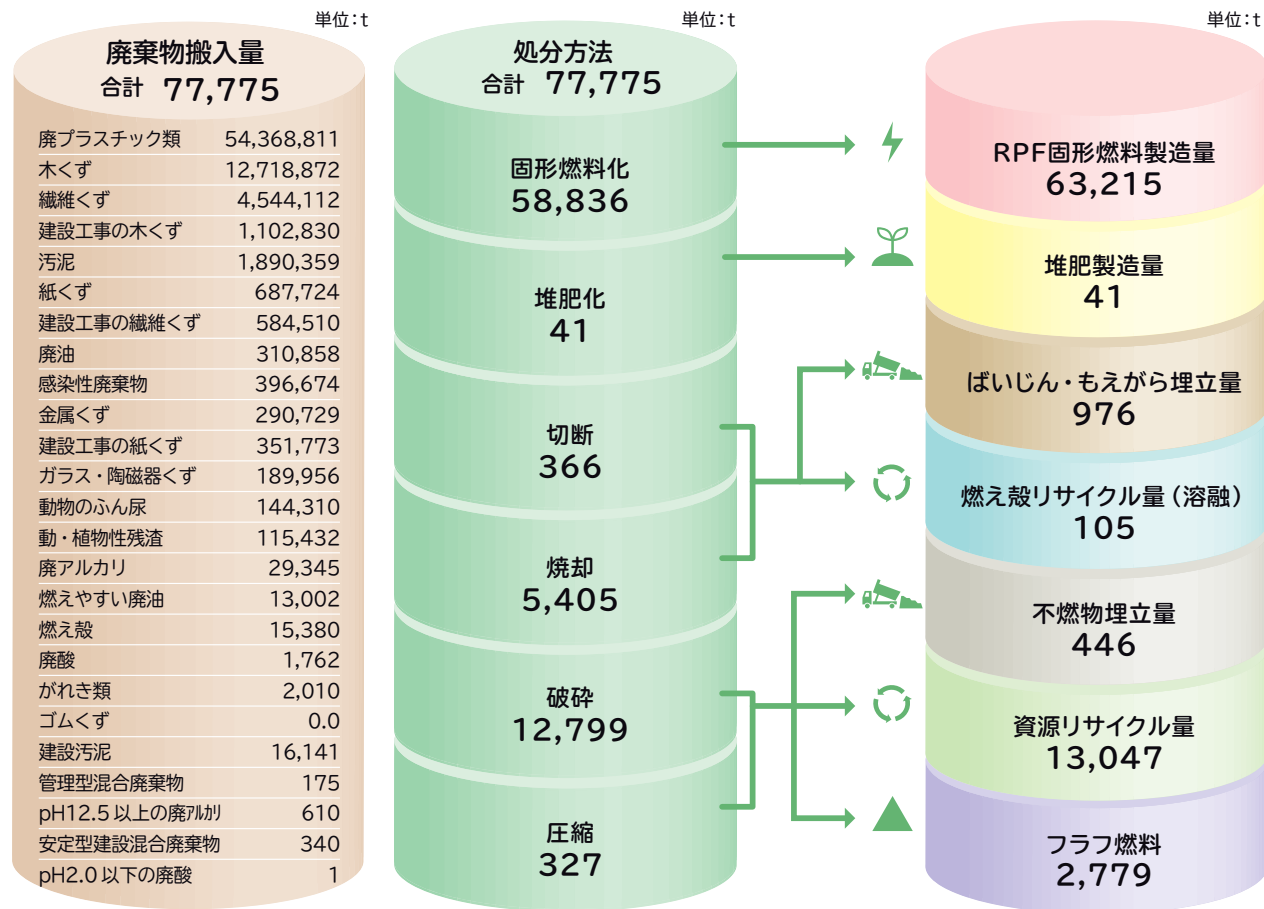 単位:t
廃棄物搬入量
合計 77,775
廃プラスチック類 54,368,811
木くず 12,718,872
繊維くず 4,544,112
建設工事の木くず 1,102,830
汚泥 1,890,359
紙くず 687,724
建設工事の繊維くず 584,510
廃油 310,858
感染性廃棄物 396,674
金属くず 290,729
建設工事の紙くず 351,773
ガラス・陶磁器くず 189,956
動物のふん尿 144,310
動・植物性残渣 115,432
廃アルカリ 29,345
燃えやすい廃油 13,002
燃え殻 15,380
廃酸 1,762
がれき類 2,010
ゴムくず 0.0
建設汚泥 16,141
管理型混合廃棄物 175
pH12.5以上の廃アルカリ 610
安定型建設混合廃棄物 340
pH2.0以下の廃酸 1
単位:t
処分方法
合計 77,775
固形燃料化
58,836
堆肥化
41
切断
366
焼却
5,405
破砕
12,799
圧縮
327
単位:t
RPF固形燃料製造量
63,215
堆肥製造量
41
ばいじん・もえがら埋立量
976
燃え殻リサイクル量(溶融)
105
不燃物埋立量
446
資源リサイクル量
13,047
フラフ燃料
2,779